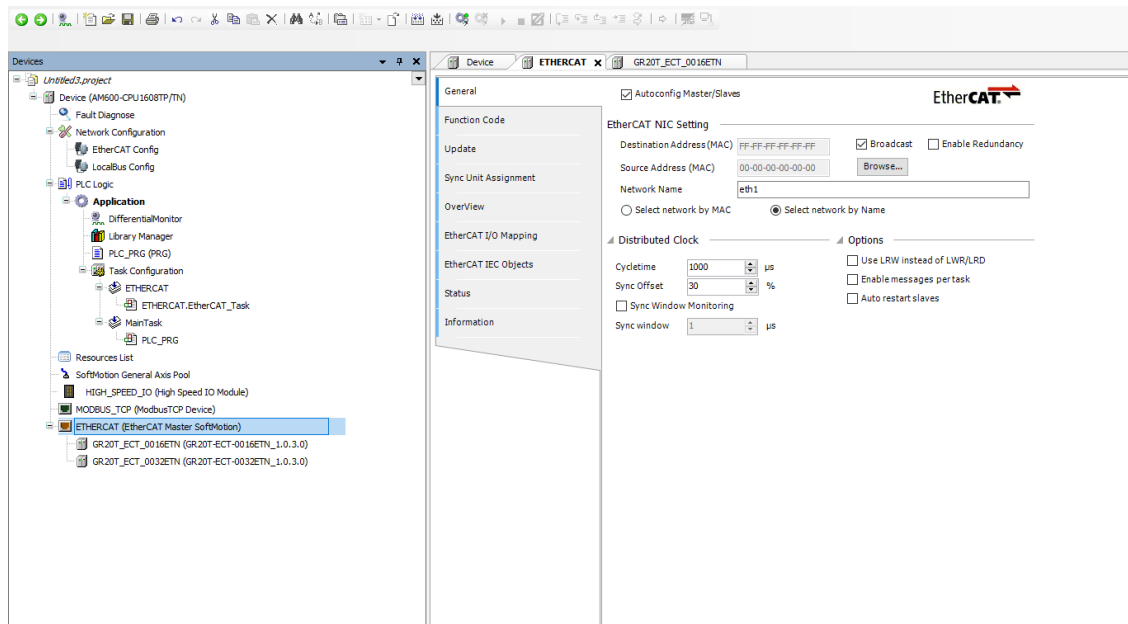 Devices
Untitled3.project
Device (AM600-CPU1608TP/TN)
Fault Diagnose
Network Configuration
EtherCAT Config
LocalBus Config
PLC Logic
Application
DifferentialMonitor
Library Manager
PLC_PRG (PRG)
Task Configuration
ETHERCAT
ETHERCAT.EtherCAT_Task
MainTask
PLC_PRG
Resources List
SoftMotion General Axis Pool
HIGH_SPEED_IO (High Speed IO Module)
MODBUS_TCP (ModbusTCP Device)
ETHERCAT (EtherCAT Master SoftMotion)
GR20T_ECT_0016ETN (GR20T-ECT-0016ETN_1.0.3.0)
GR20T_ECT_0032ETN (GR20T-ECT-0032ETN_1.0.3.0)
Device ETHERCAT GR20T_ECT_0016ETN
General
Function Code
Update
Sync Unit Assignment
OverView
EtherCAT I/O Mapping
EtherCAT IEC Objects
Status
Information
Autoconfig Master/Slaves
EtherCAT
EtherCAT NIC Setting
Destination Address (MAC) FF-FF-FF-FF-FF-FF Broadcast Enable Redundancy
Source Address (MAC) 00-00-00-00-00-00 Browse...
Network Name eth1
Select network by MAC Select network by Name
Distributed Clock
Cycletime 1000 µs
Sync Offset 30 %
Sync Window Monitoring
Sync window 1 µs
Options
Use LRW instead of LWR/LRD
Enable messages per task
Auto restart slaves